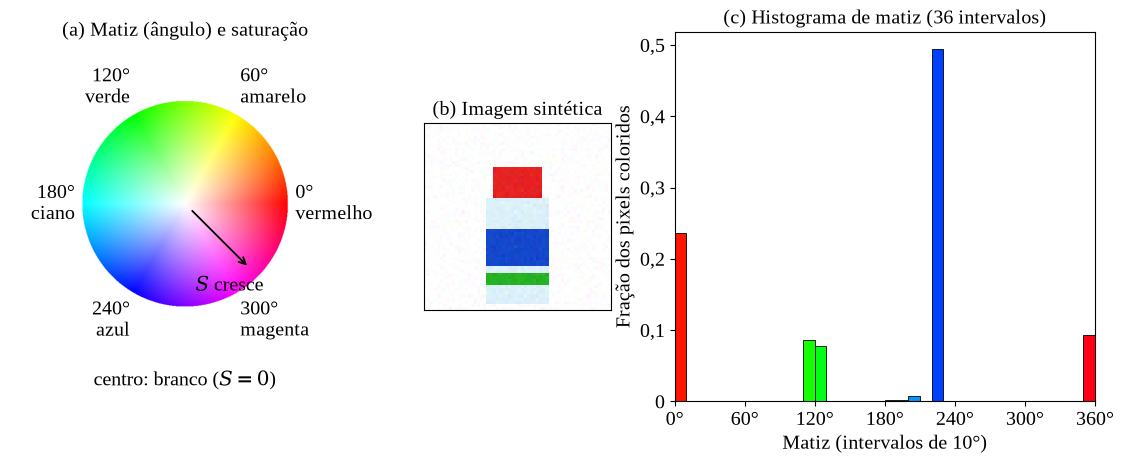 (a) Matiz (ângulo) e saturação
120°
verde
60°
amarelo
180°
ciano
0°
vermelho
S cresce
240°
azul
300°
magenta
centro: branco (S = 0)
(b) Imagem sintética
(c) Histograma de matiz (36 intervalos)
Fração dos pixels coloridos
0,5
0,4
0,3
0,2
0,1
0
0°
60°
120°
180°
240°
300°
360°
Matiz (intervalos de 10°)